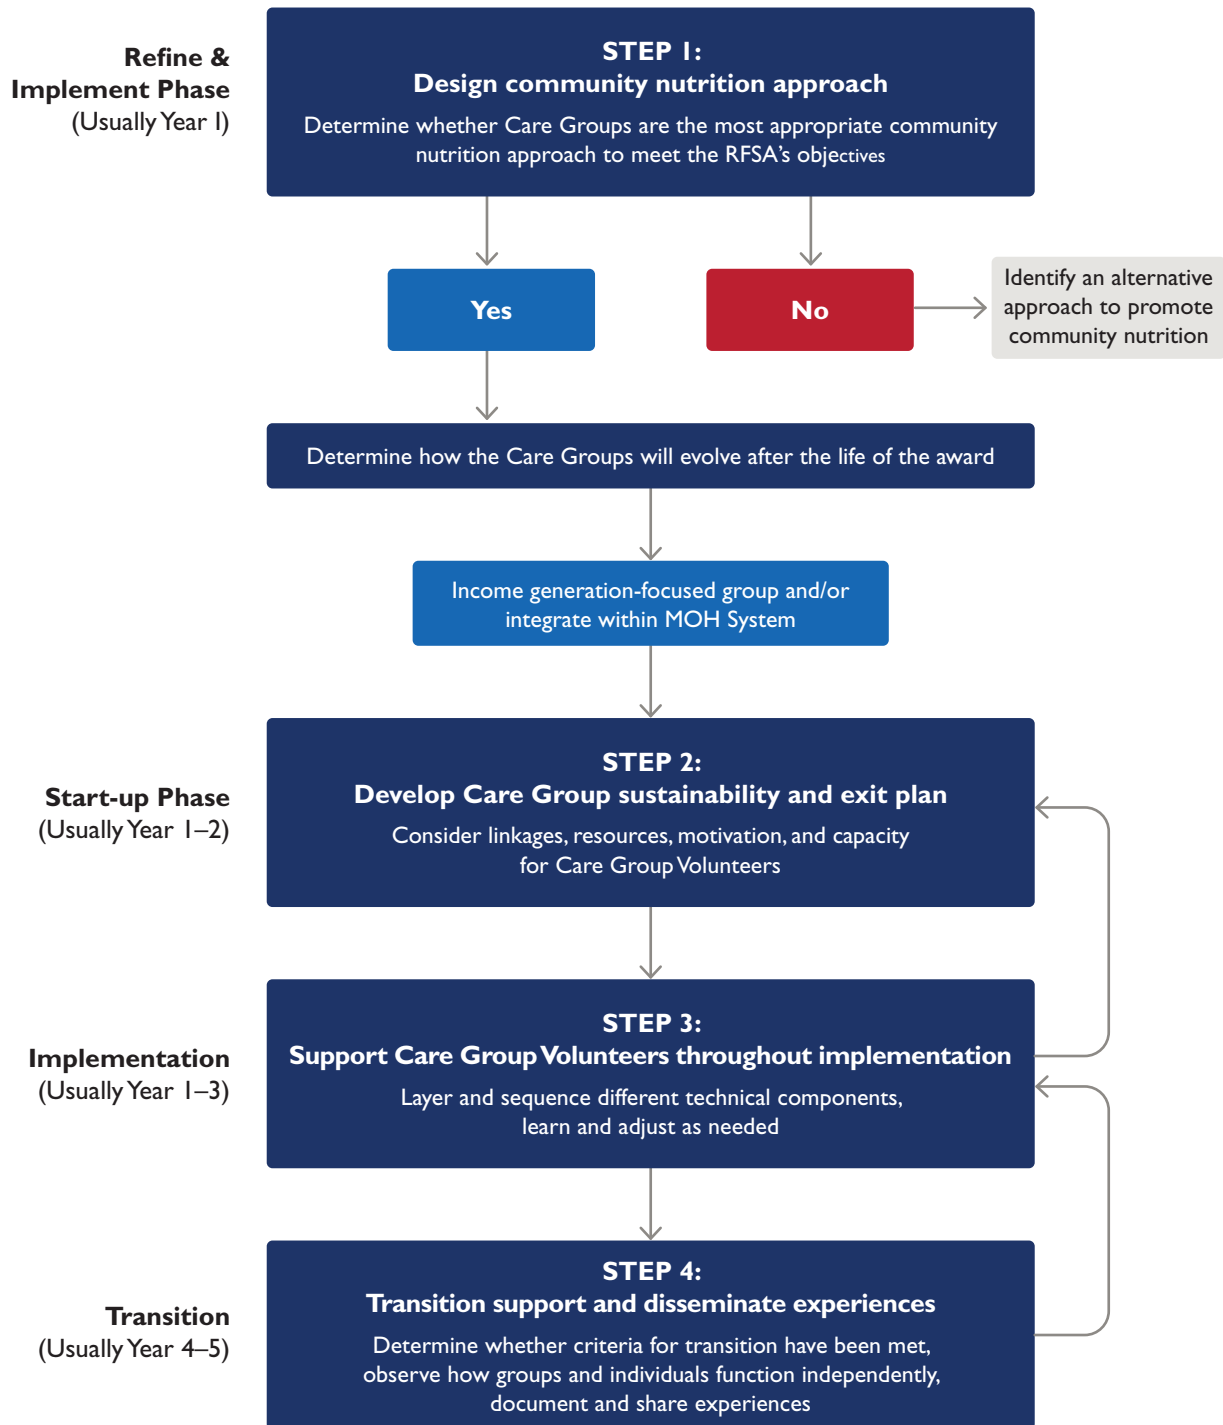 Refine &
Implement Phase
(Usually Year 1)
STEP 1:
Design community nutrition approach
Determine whether Care Groups are the most appropriate community
nutrition approach to meet the RFSA's objectives
Yes
No
Identify an alternative
approach to promote
community nutrition
Determine how the Care Groups will evolve after the life of the award
Income generation-focused group and/or
integrate within MOH System
Start-up Phase
(Usually Year 1–2)
STEP 2:
Develop Care Group sustainability and exit plan
Consider linkages, resources, motivation, and capacity
for Care Group Volunteers
Implementation
(Usually Year 1–3)
STEP 3:
Support Care Group Volunteers throughout implementation
Layer and sequence different technical components,
learn and adjust as needed
Transition
(Usually Year 4–5)
STEP 4:
Transition support and disseminate experiences
Determine whether criteria for transition have been met,
observe how groups and individuals function independently,
document and share experiences